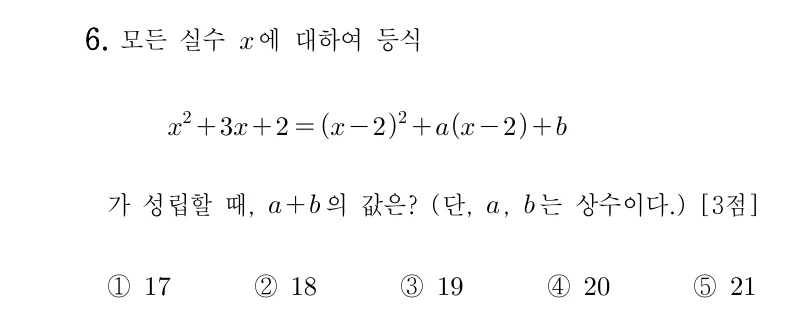 6. 모든 실수 x에 대하여 등식
x²+3x+2=(x-2)²+a(x-2)+b
가 성립할 때, a+b의 값은? (단, a, b는 상수이다.) [3점]
① 17 ② 18 ③ 19 ④ 20 ⑤ 21